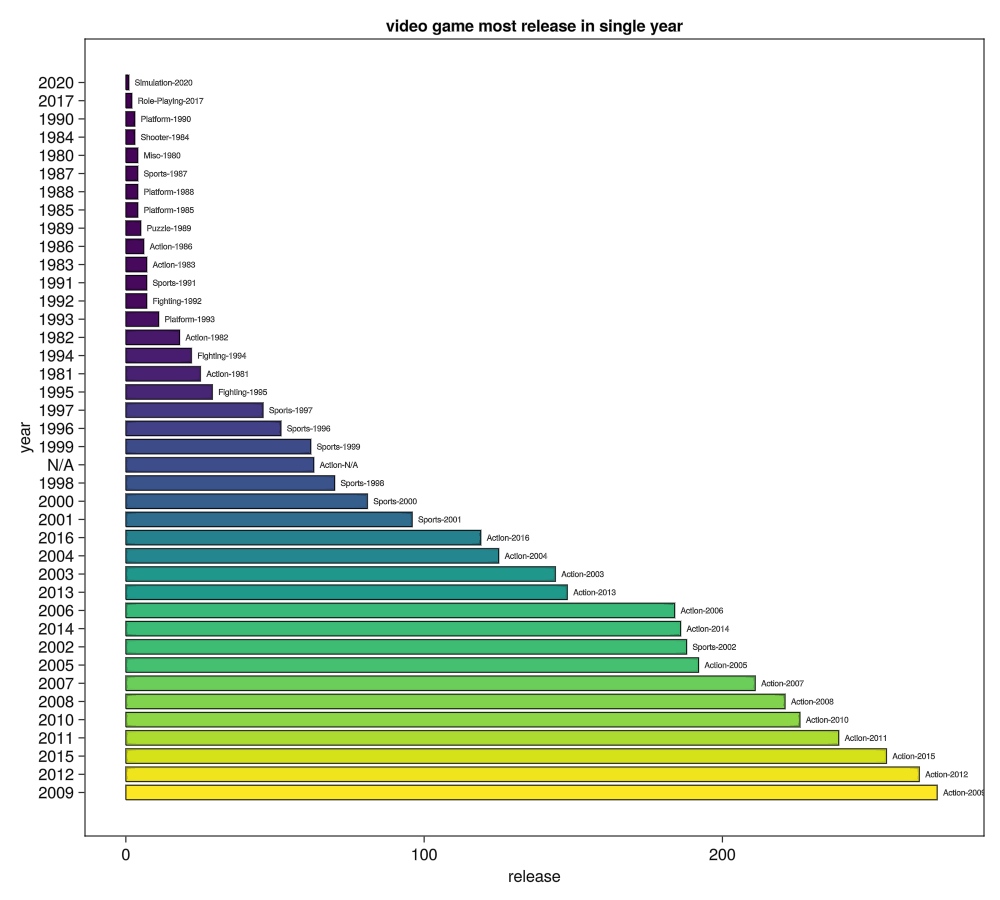 video game most release in single year
2020 Simulation-2020
2017 Role-Playing-2017
1990 Platform-1990
1984 Shooter-1984
1980 Misc-1980
1987 Sports-1987
1988 Platform-1988
1985 Platform-1985
1989 Puzzle-1989
1986 Action-1986
1983 Action-1983
1991 Sports-1991
1992 Fighting-1992
1993 Platform-1993
1982 Action-1982
1994 Fighting-1994
1981 Action-1981
1995 Fighting-1995
1997 Sports-1997
1996 Sports-1996
1999 Sports-1999
N/A Action-N/A
1998 Sports-1998
2000 Sports-2000
2001 Sports-2001
2016 Action-2016
2004 Action-2004
2003 Action-2003
2013 Action-2013
2006 Action-2006
2014 Action-2014
2002 Sports-2002
2005 Action-2005
2007 Action-2007
2008 Action-2008
2010 Action-2010
2011 Action-2011
2015 Action-2015
2012 Action-2012
2009 Action-2009
year
0 100 200
release